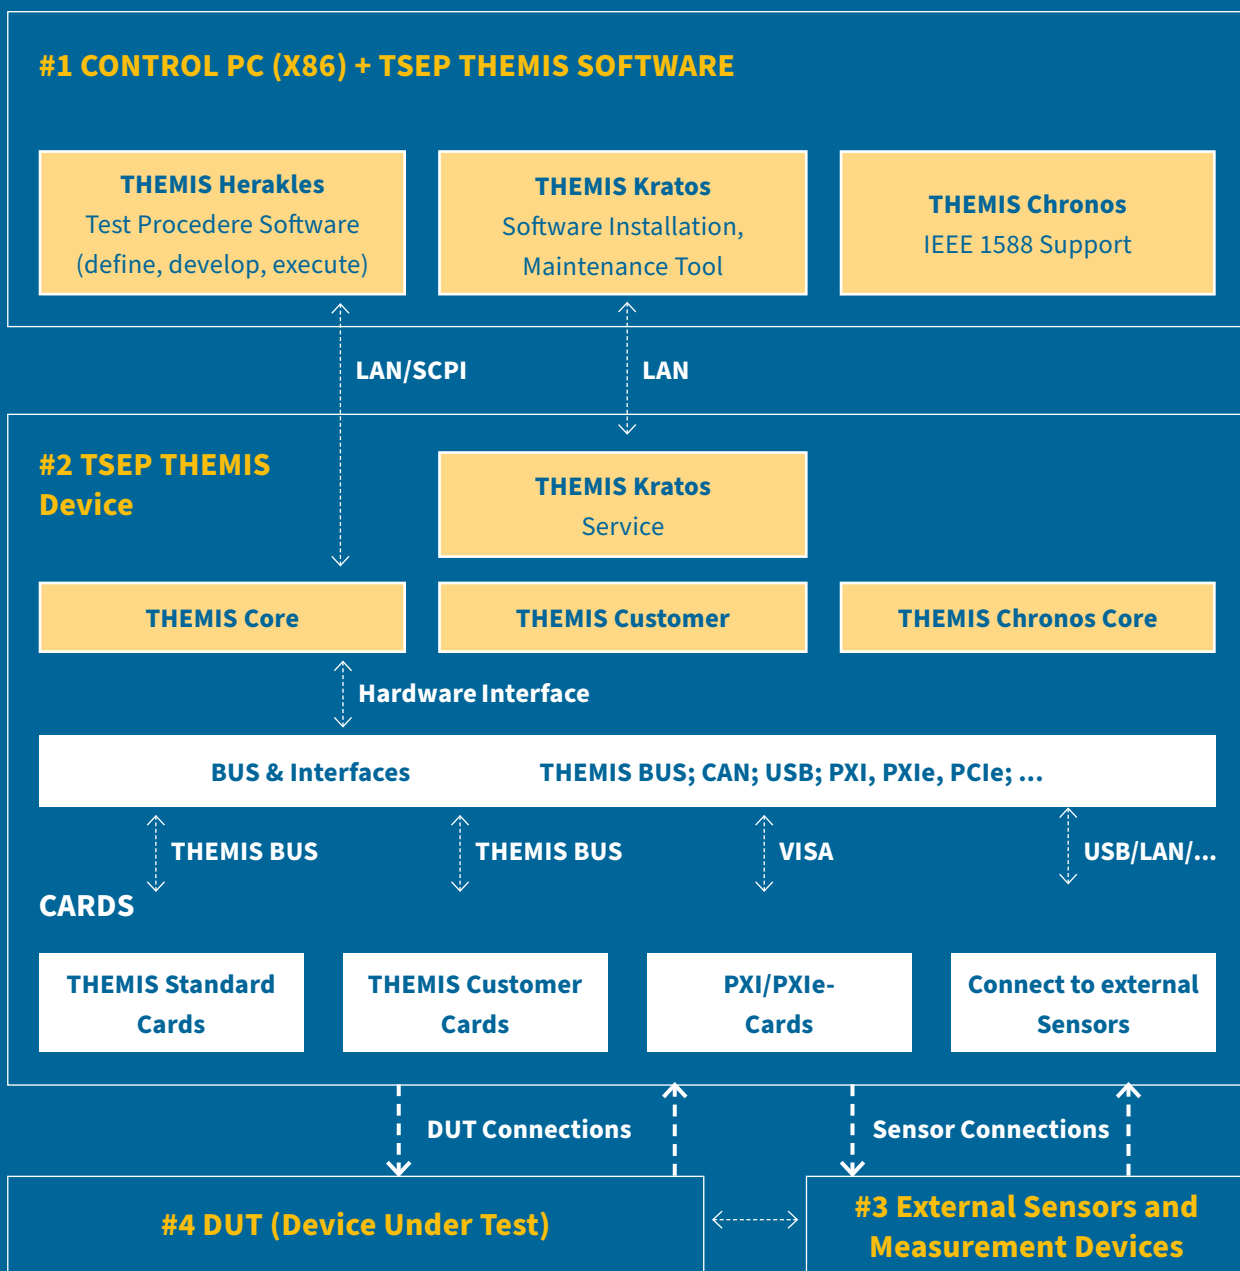 #1 CONTROL PC (X86) + TSEP THEMIS SOFTWARE
THEMIS Herakles
Test Procedere Software
(define, develop, execute)
THEMIS Kratos
Software Installation,
Maintenance Tool
THEMIS Chronos
IEEE 1588 Support
LAN/SCPI
LAN
#2 TSEP THEMIS
Device
THEMIS Kratos
Service
THEMIS Core
THEMIS Customer
THEMIS Chronos Core
Hardware Interface
BUS & Interfaces
THEMIS BUS; CAN; USB; PXI, PXIe, PCIe; ...
THEMIS BUS
THEMIS BUS
VISA
USB/LAN/...
CARDS
THEMIS Standard
Cards
THEMIS Customer
Cards
PXI/PXIe-
Cards
Connect to external
Sensors
DUT Connections
Sensor Connections
#4 DUT (Device Under Test)
#3 External Sensors and
Measurement Devices